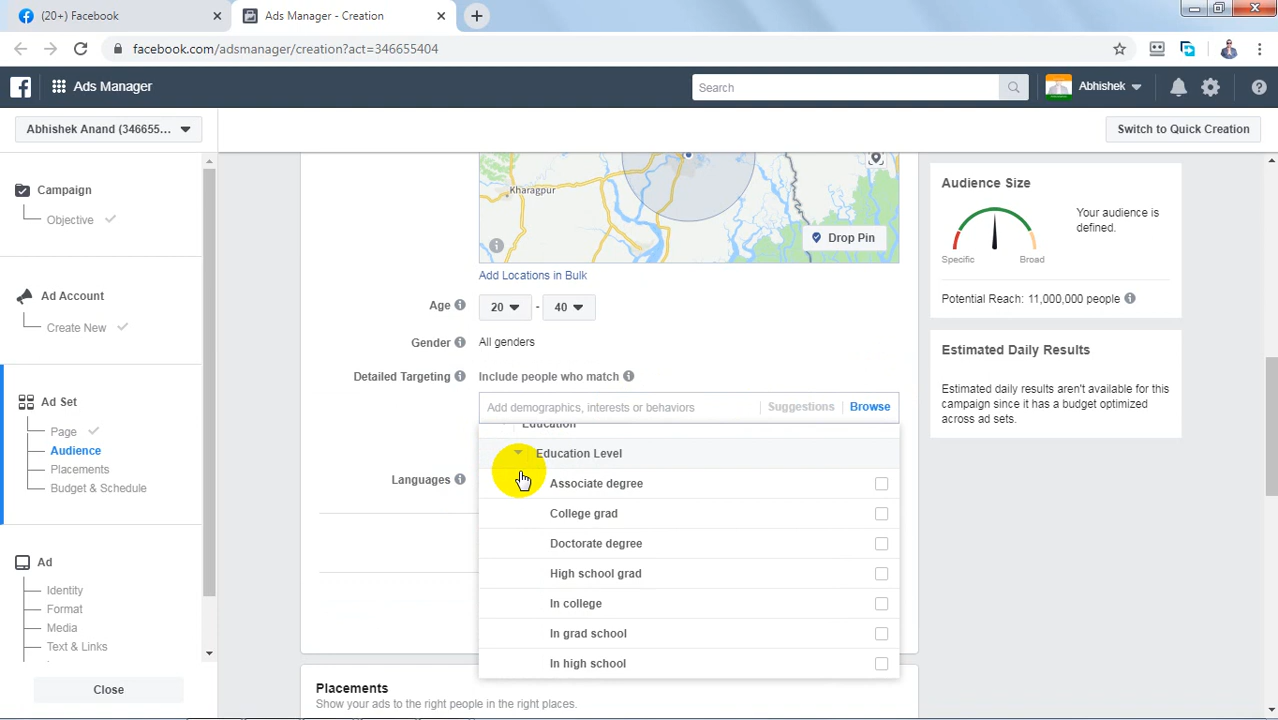 (20+) Facebook
Ads Manager - Creation
facebook.com/adsmanager/creation?act=346655404
Ads Manager
Search
Abhishek
Abhishek Anand (346655...
Switch to Quick Creation
Campaign
Objective
Ad Account
Create New
Ad Set
Page
Audience
Placements
Budget & Schedule
Ad
Identity
Format
Media
Text & Links
Close
Kharagpur
Drop Pin
Add Locations in Bulk
Age
20
-
40
Gender
All genders
Detailed Targeting
Include people who match
Add demographics, interests or behaviors
Suggestions
Browse
Education
Education Level
Languages
Associate degree
College grad
Doctorate degree
High school grad
In college
In grad school
In high school
Placements
Show your ads to the right people in the right places.
Audience Size
Your audience is
defined.
Specific
Broad
Potential Reach: 11,000,000 people
Estimated Daily Results
Estimated daily results aren't available for this
campaign since it has a budget optimized
across ad sets.